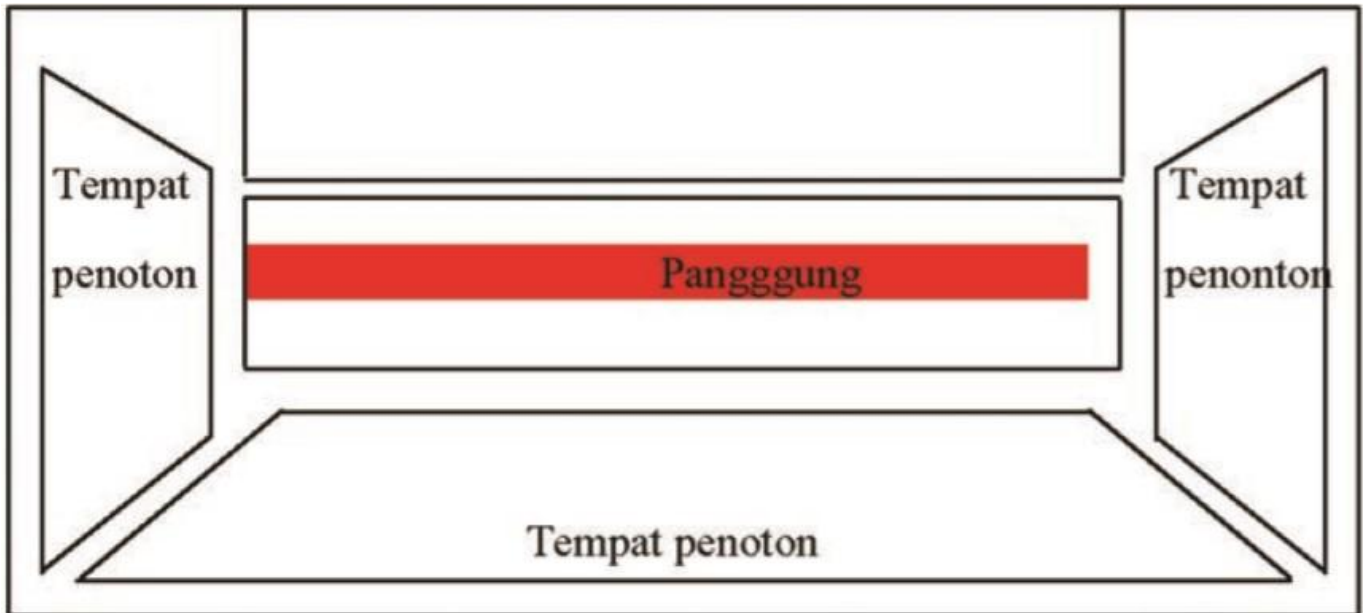 Tempat
penoton
Pangggung
Tempat
penonton
Tempat penoton